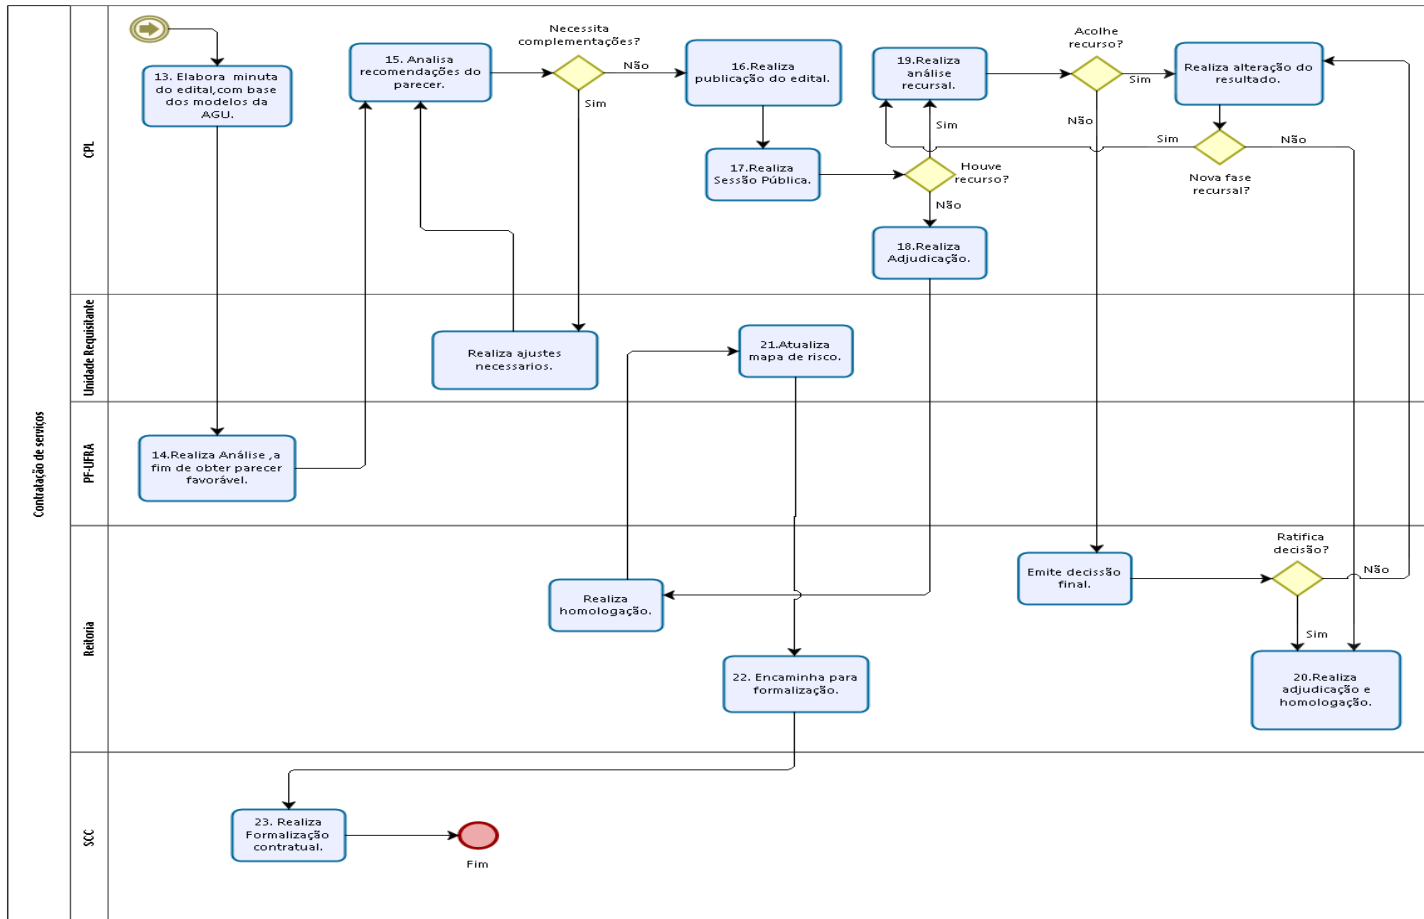 Contratação de serviços
CPL
13. Elabora minuta
do edital,com base
dos modelos da
AGU.
15. Analisa
recomendações do
parecer.
Necessita
complementações?
Não
Sim
16.Realiza
publicação do edital.
17.Realiza
Sessão Pública.
Houve
recurso?
Sim
Não
18.Realiza
Adjudicação.
19.Realiza
análise
recursal.
Acolhe
recurso?
Sim
Não
Realiza alteração do
resultado.
Sim
Não
Nova fase
recursal?
Unidade Requisitante
Realiza ajustes
necessarios.
21.Atualiza
mapa de risco.
PF-UFRA
14.Realiza Análise ,a
fim de obter parecer
favorável.
Reitoria
Realiza
homologação.
22. Encaminha para
formalização.
Emite decissão
final.
Ratifica
decisão?
Não
Sim
20.Realiza
adjudicação e
homologação.
SCC
23. Realiza
Formalização
contratual.
Fim